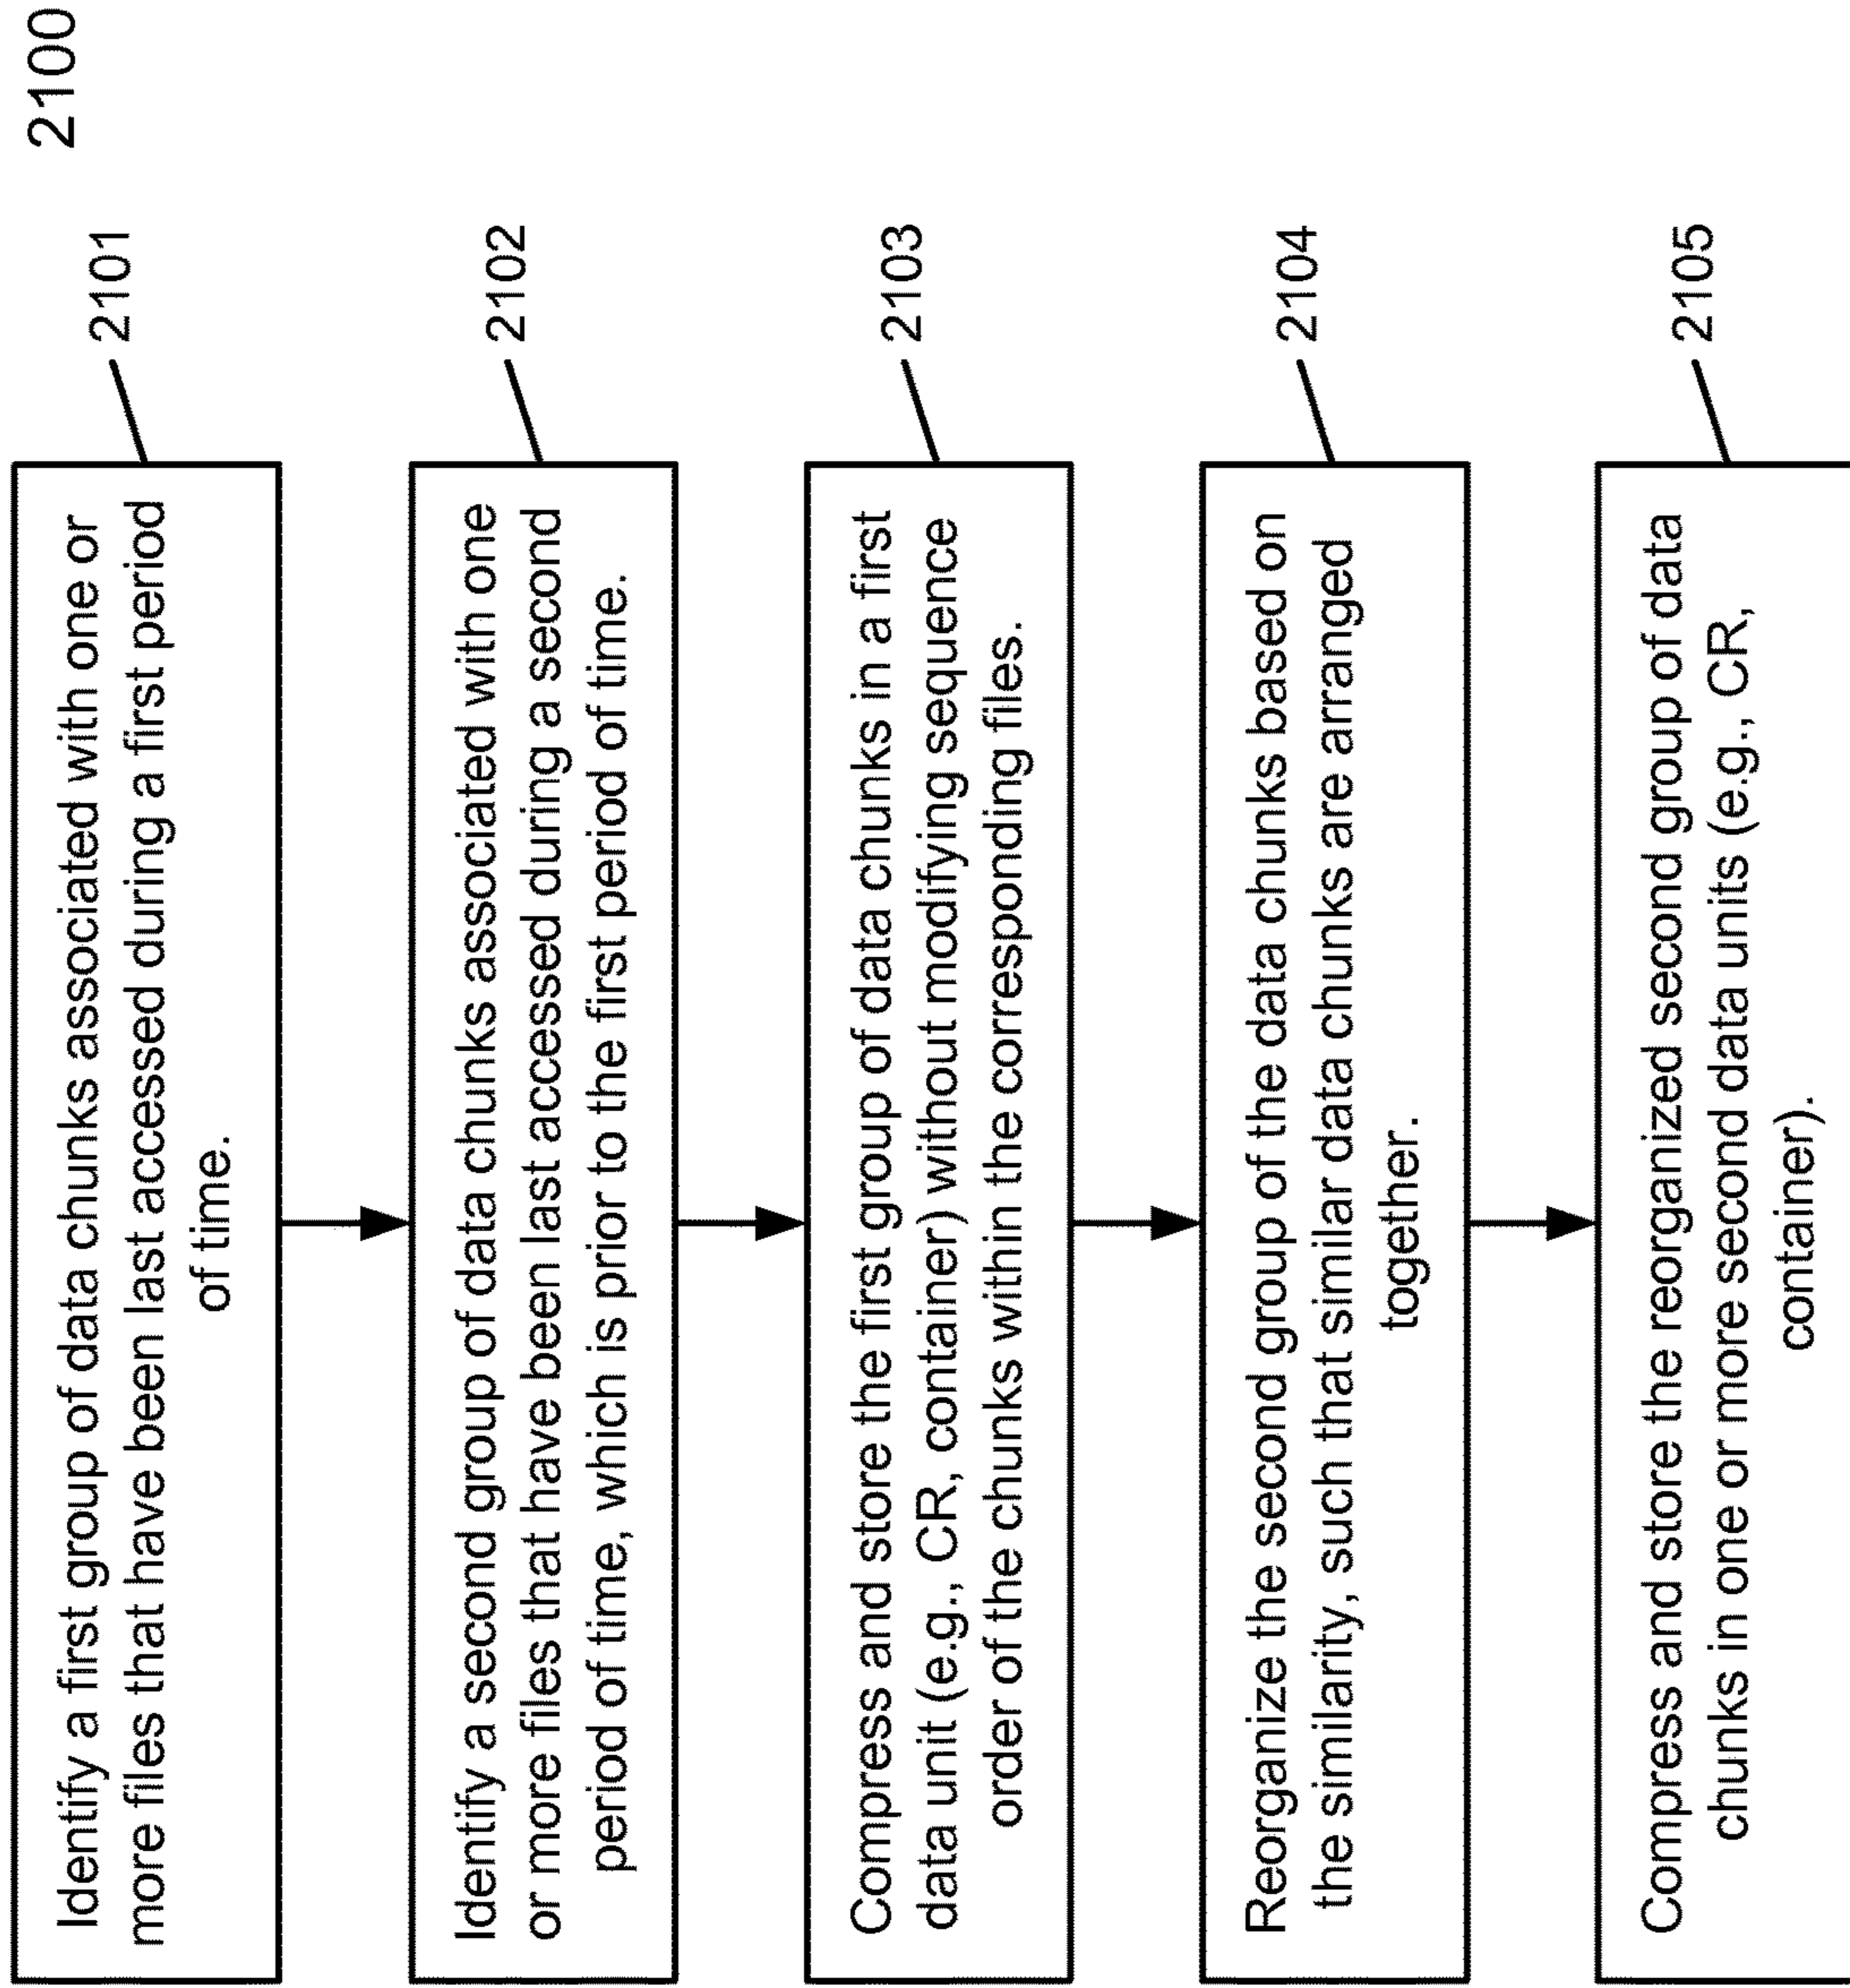 2100
Identify a first group of data chunks associated with one or
more files that have been last accessed during a first period
of time.
2101
Identify a second group of data chunks associated with one
or more files that have been last accessed during a second
period of time, which is prior to the first period of time.
2102
Compress and store the first group of data chunks in a first
data unit (e.g., CR, container) without modifying sequence
order of the chunks within the corresponding files.
2103
Reorganize the second group of the data chunks based on
the similarity, such that similar data chunks are arranged
together.
2104
Compress and store the reorganized second group of data
chunks in one or more second data units (e.g., CR,
container).
2105